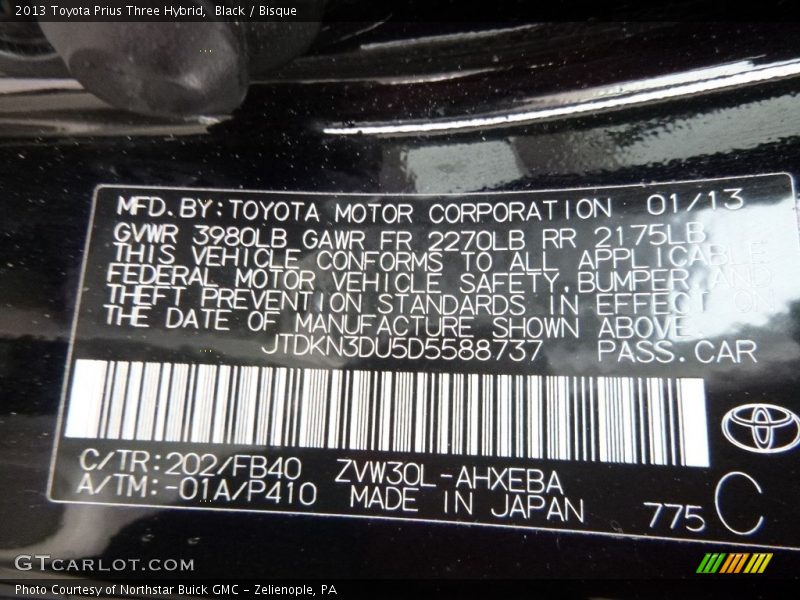 2013 Toyota Prius Three Hybrid, Black / Bisque
MFD. BY: TOYOTA MOTOR CORPORATION 01/13
GVWR 3980LB GAWR FR 2270LB RR 2175LB
THIS VEHICLE CONFORMS TO ALL APPLICABLE
FEDERAL MOTOR VEHICLE SAFETY, BUMPER, AND
THEFT PREVENTION STANDARDS IN EFFECT ON
THE DATE OF MANUFACTURE SHOWN ABOVE.
JTDKN3DU5D5588737 PASS. CAR
C/TR: 202/FB40 ZVW30L-AHXEBA
A/TM: -01A/P410 MADE IN JAPAN 775 C
GTCARLOT.COM
Photo Courtesy of Northstar Buick GMC - Zelienople, PA